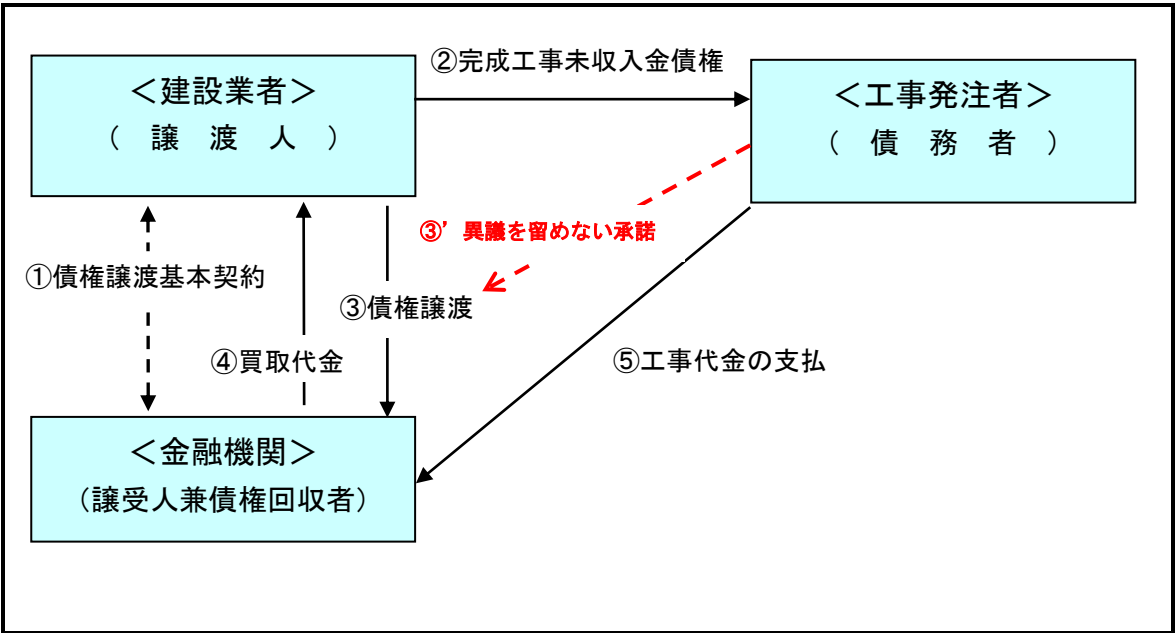 ②完成工事未収入金債権
＜建設業者＞
（　譲　渡　人　）
＜工事発注者＞
（　債　務　者　）
③’異議を留めない承諾
①債権譲渡基本契約
③債権譲渡
④買取代金
⑤工事代金の支払
＜金融機関＞
（譲受人兼債権回収者）